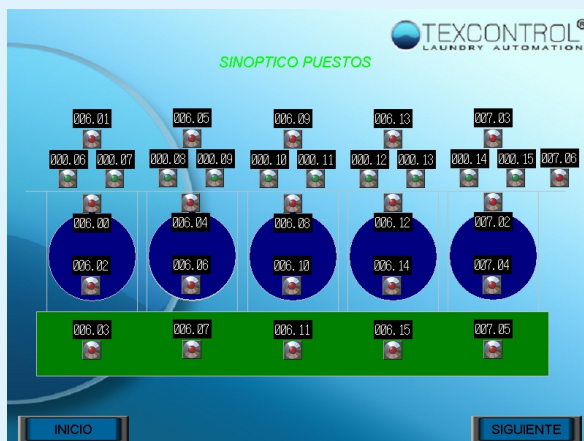 TEXCONTROL®
LAUNDRY AUTOMATION
SINOPTICO PUESTOS
006.01 006.05 006.09 006.13 007.03
000.06 000.07 000.08 000.09 000.10 000.11 000.12 000.13 000.14 000.15 007.06
006.00 006.04 006.08 006.12 007.02
006.02 006.06 006.10 006.14 007.04
006.03 006.07 006.11 006.15 007.05
INICIO SIGUIENTE